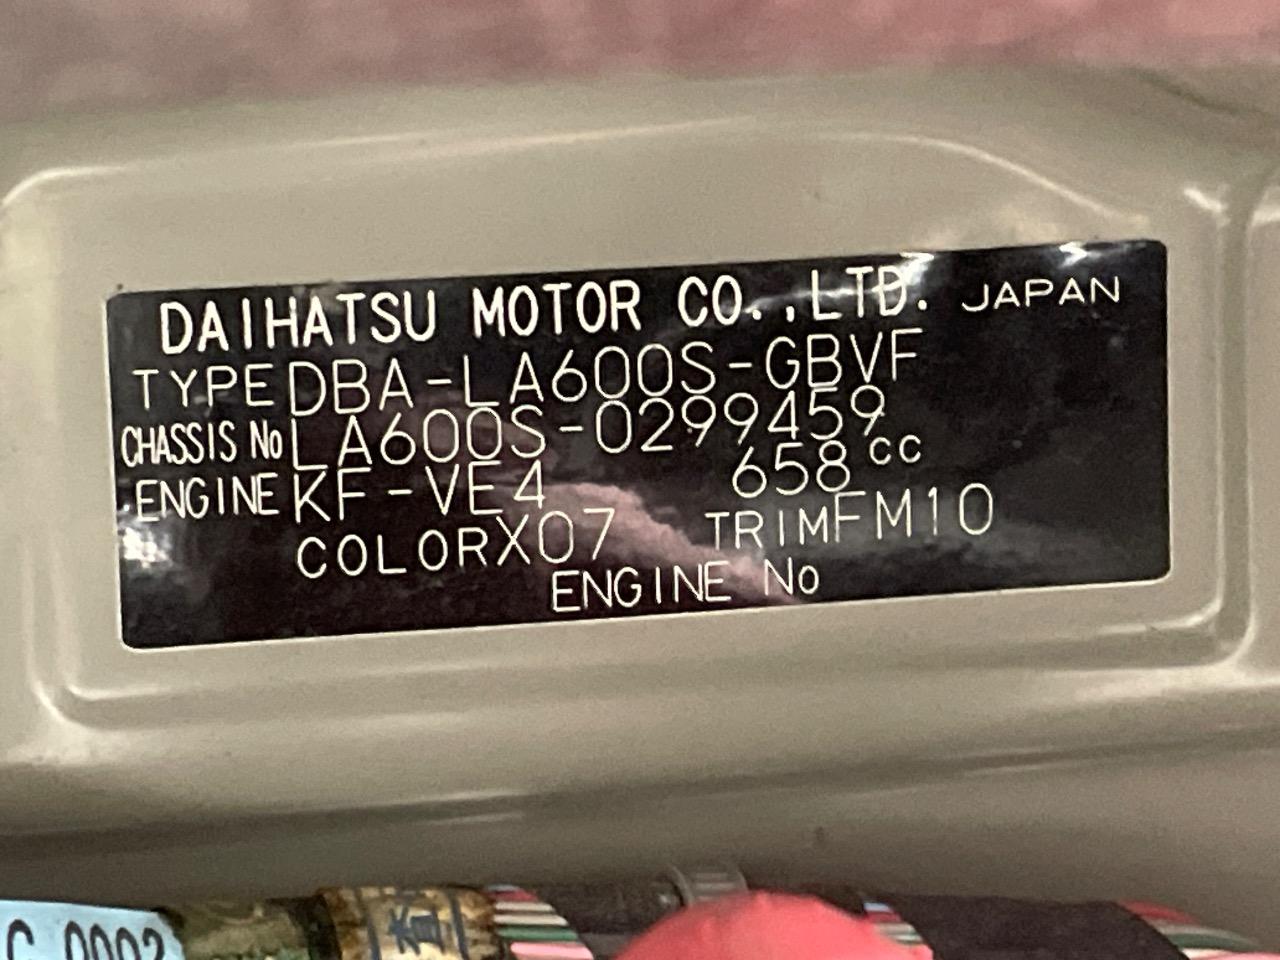 DAIHATSU MOTOR CO.,LTD. JAPAN
TYPE DBA-LA600S-GBVF
CHASSIS No LA600S-0299459
ENGINE KF-VE4 658 cc
COLOR X07 TRIM FM10
ENGINE No